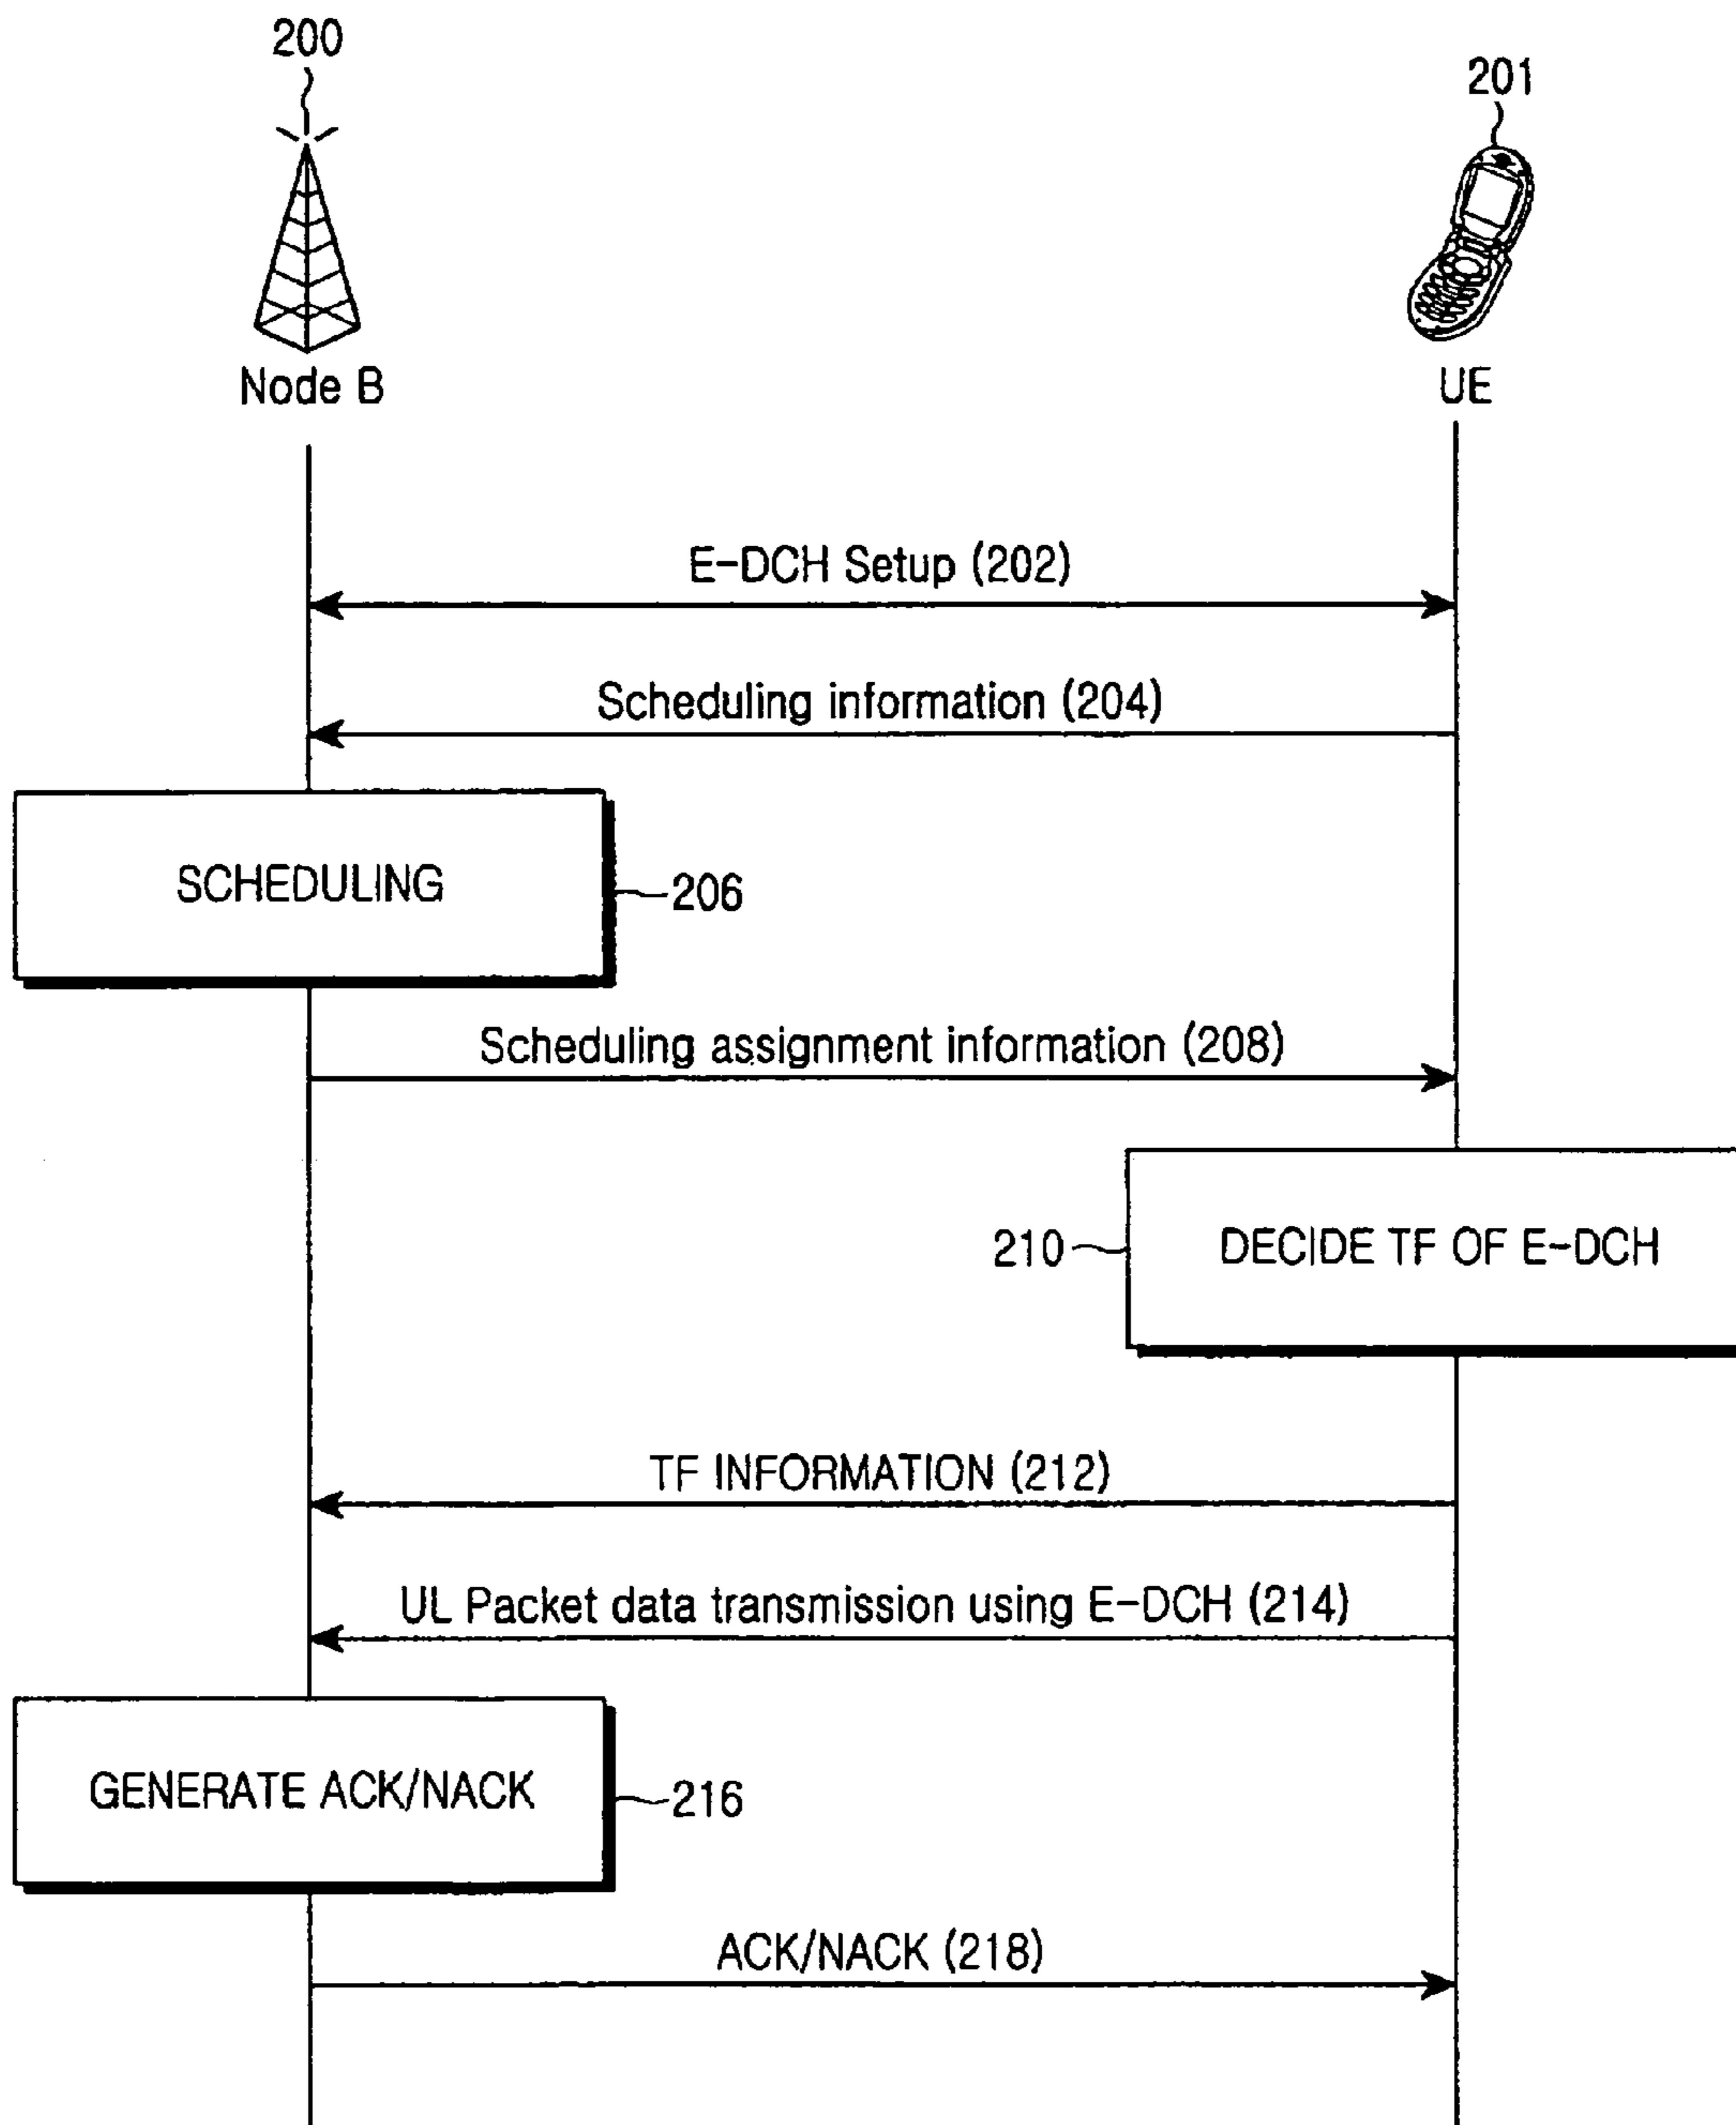 200
201
Node B
UE
E-DCH Setup (202)
Scheduling information (204)
SCHEDULING
206
Scheduling assignment information (208)
210
DECIDE TF OF E-DCH
TF INFORMATION (212)
UL Packet data transmission using E-DCH (214)
GENERATE ACK/NACK
216
ACK/NACK (218)